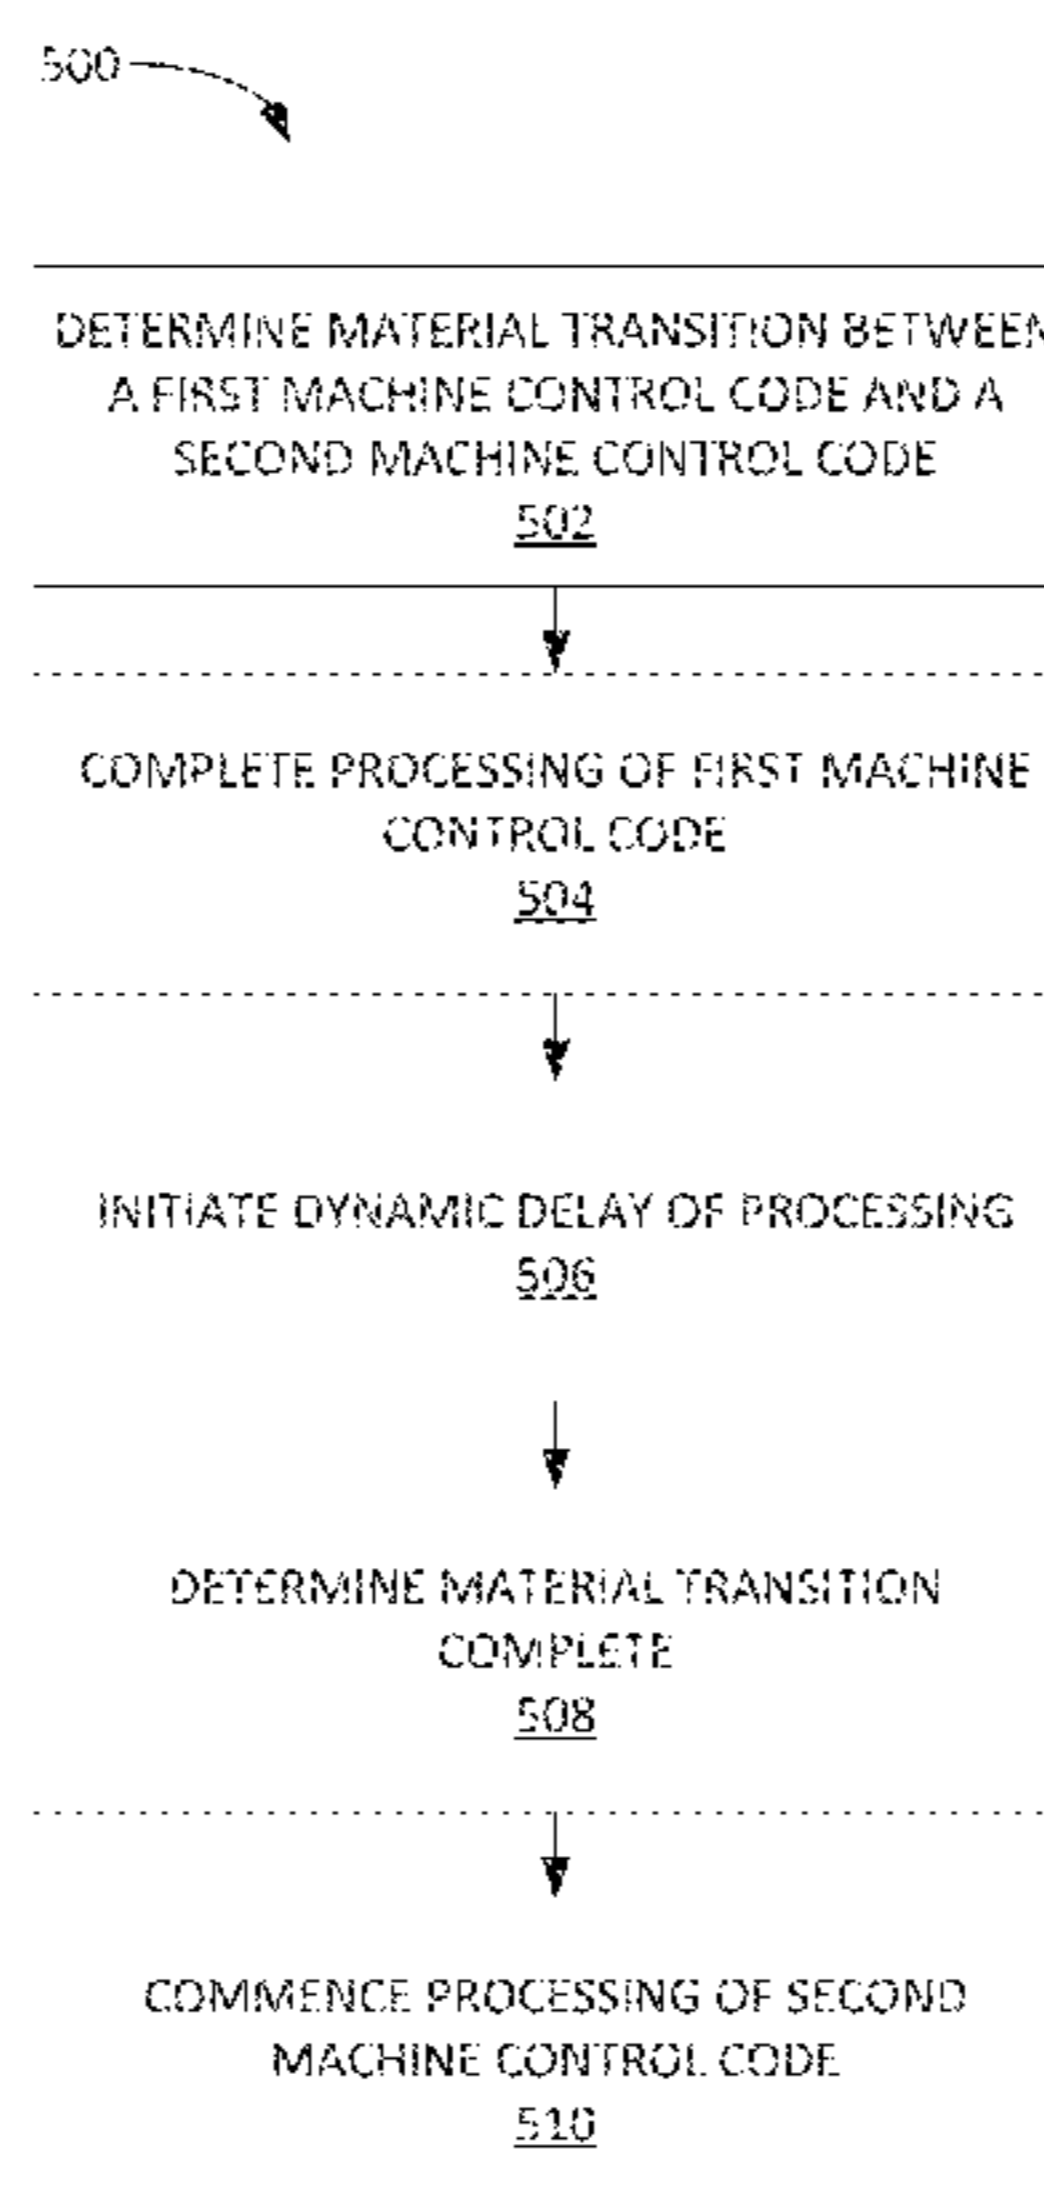 500
DETERMINE MATERIAL TRANSITION BETWEEN
A FIRST MACHINE CONTROL CODE AND A
SECOND MACHINE CONTROL CODE
502
COMPLETE PROCESSING OF FIRST MACHINE
CONTROL CODE
504
INITIATE DYNAMIC DELAY OF PROCESSING
506
DETERMINE MATERIAL TRANSITION
COMPLETE
508
COMMENCE PROCESSING OF SECOND
MACHINE CONTROL CODE
510